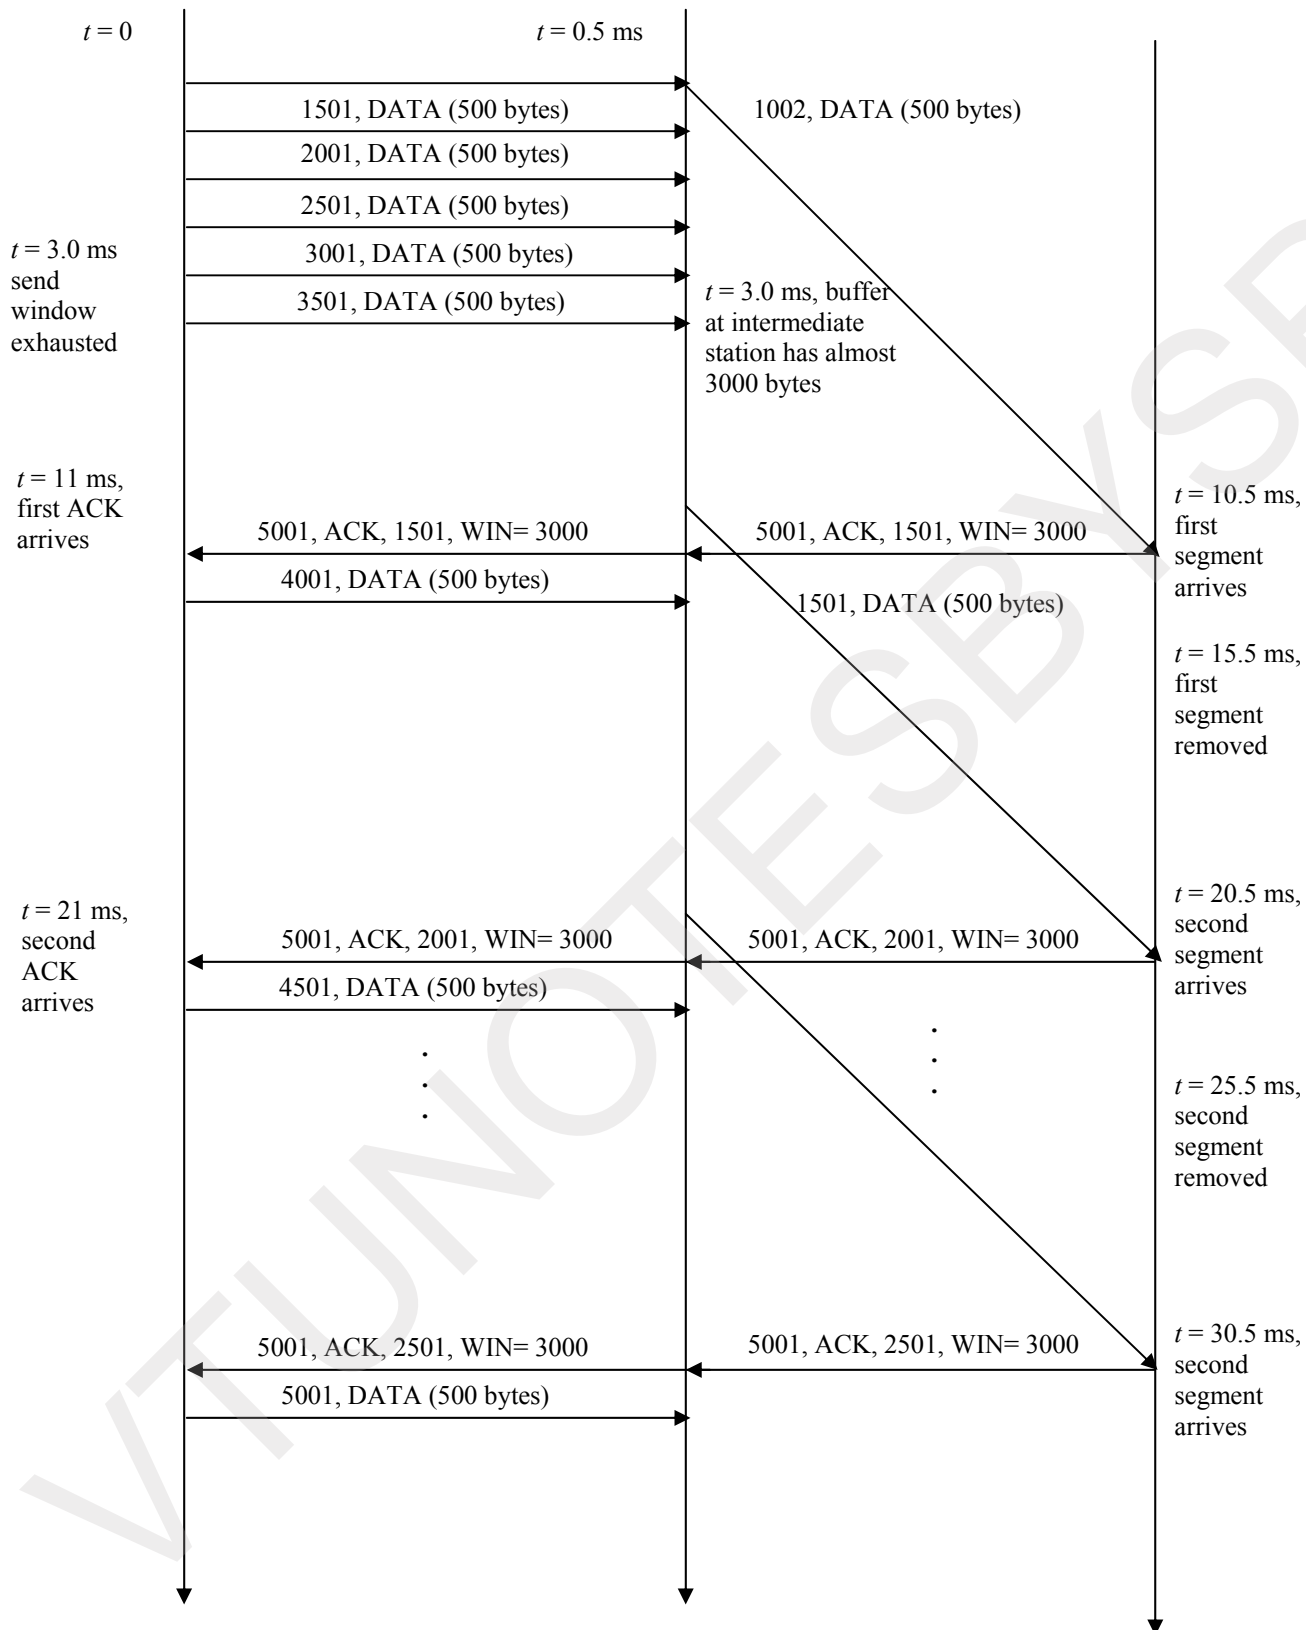 t = 0
t = 0.5 ms
1501, DATA (500 bytes)
1002, DATA (500 bytes)
2001, DATA (500 bytes)
2501, DATA (500 bytes)
t = 3.0 ms
send
window
exhausted
3001, DATA (500 bytes)
3501, DATA (500 bytes)
t = 3.0 ms, buffer
at intermediate
station has almost
3000 bytes
t = 11 ms,
first ACK
arrives
5001, ACK, 1501, WIN= 3000
5001, ACK, 1501, WIN= 3000
t = 10.5 ms,
first
segment
arrives
4001, DATA (500 bytes)
1501, DATA (500 bytes)
t = 15.5 ms,
first
segment
removed
t = 21 ms,
second
ACK
arrives
5001, ACK, 2001, WIN= 3000
5001, ACK, 2001, WIN= 3000
t = 20.5 ms,
second
segment
arrives
4501, DATA (500 bytes)
t = 25.5 ms,
second
segment
removed
5001, ACK, 2501, WIN= 3000
5001, ACK, 2501, WIN= 3000
t = 30.5 ms,
second
segment
arrives
5001, DATA (500 bytes)
VTUNOTESBYS